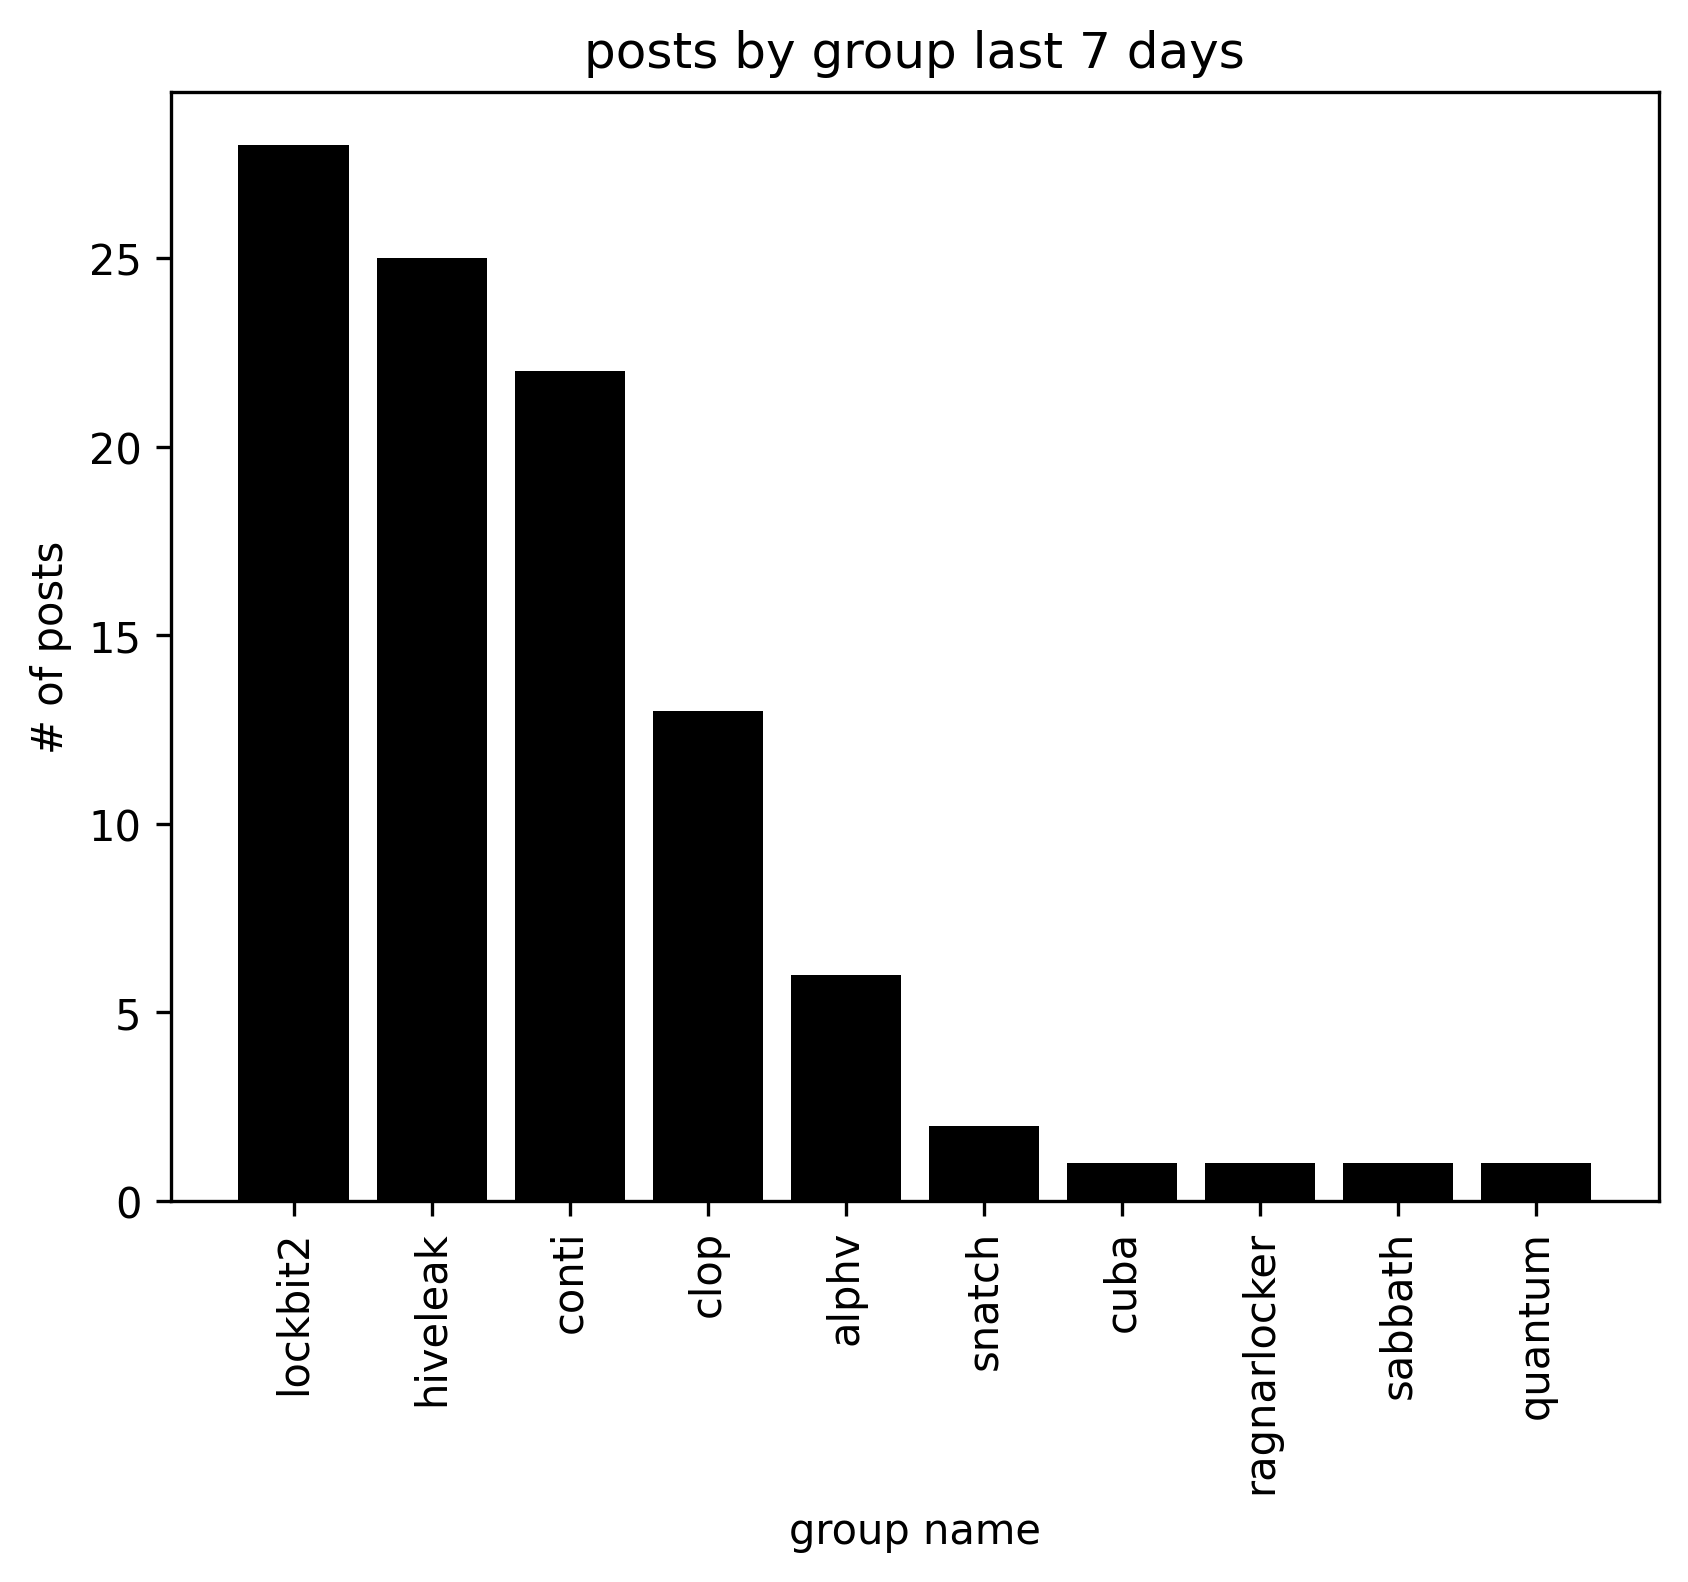 posts by group last 7 days
# of posts
25
20
15
10
5
0
lockbit2
hiveleak
conti
clop
alphv
snatch
cuba
ragnarlocker
sabbath
quantum
group name